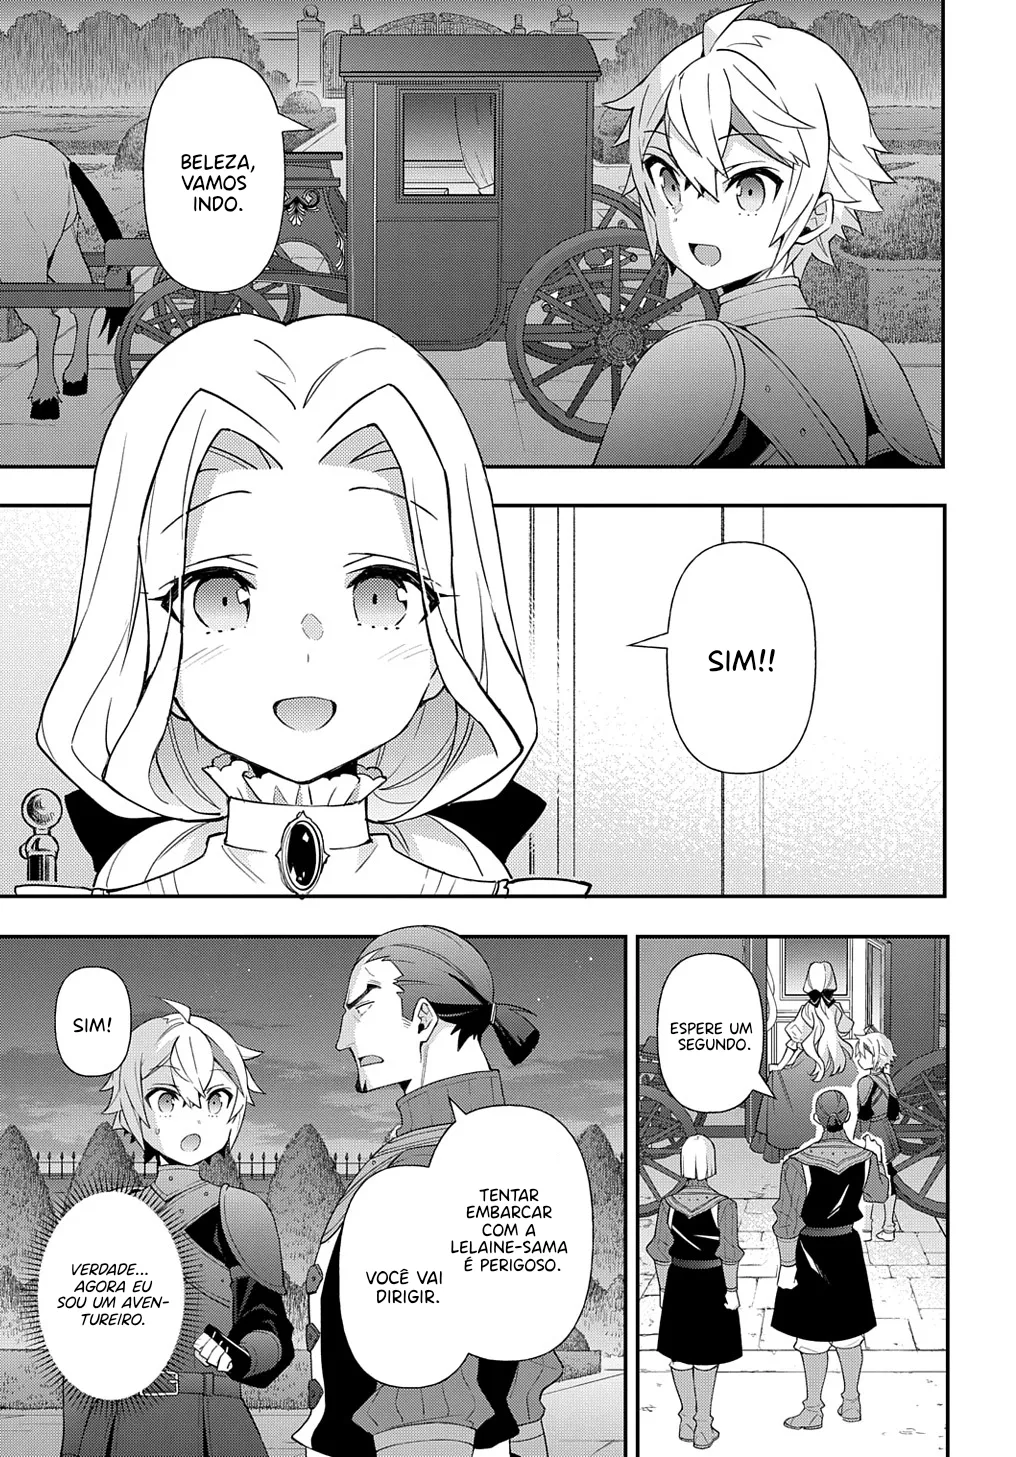 BELEZA,
VAMOS
INDO.
SIM!!
ESPERE UM
SEGUNDO.
TENTAR
EMBARCAR
COM A
LELAINE-SAMA
É PERIGOSO.
VOCÊ VAI
DIRIGIR.
SIM!
VERDADE...
AGORA EU
SOU UM AVEN-
TUREIRO.